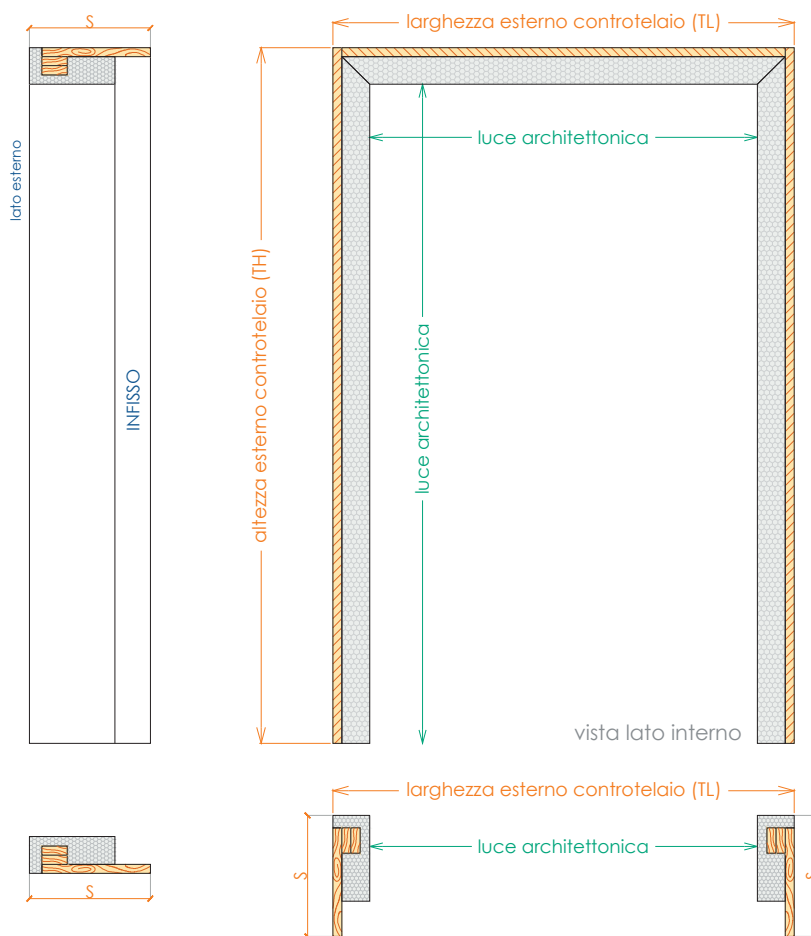 S
larghezza esterno controtelaio (TL)
luce architettonica
lato esterno
altezza esterno controtelaio (TH)
luce architettonica
INFISSO
vista lato interno
larghezza esterno controtelaio (TL)
luce architettonica
S
S
S